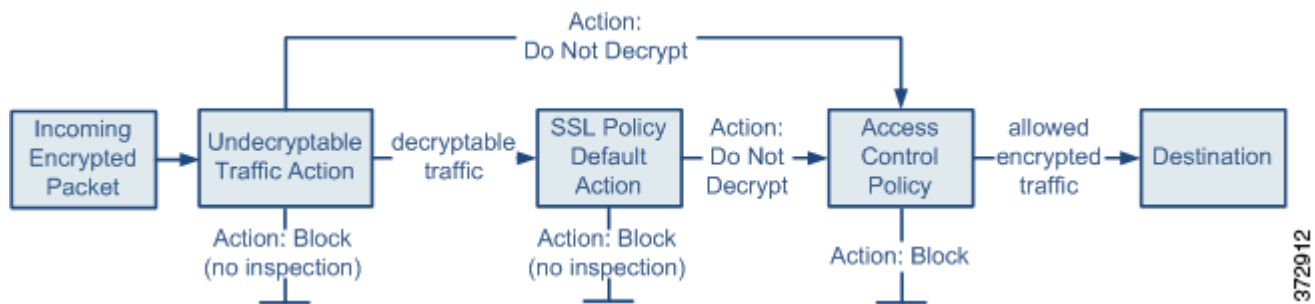 Action:
Do Not Decrypt
Incoming
Encrypted
Packet
Undecryptable
Traffic Action
decryptable
traffic
SSL Policy
Default
Action
Action:
Do Not
Decrypt
Access
Control
Policy
allowed
encrypted
traffic
Destination
Action: Block
(no inspection)
Action: Block
(no inspection)
Action: Block
372912